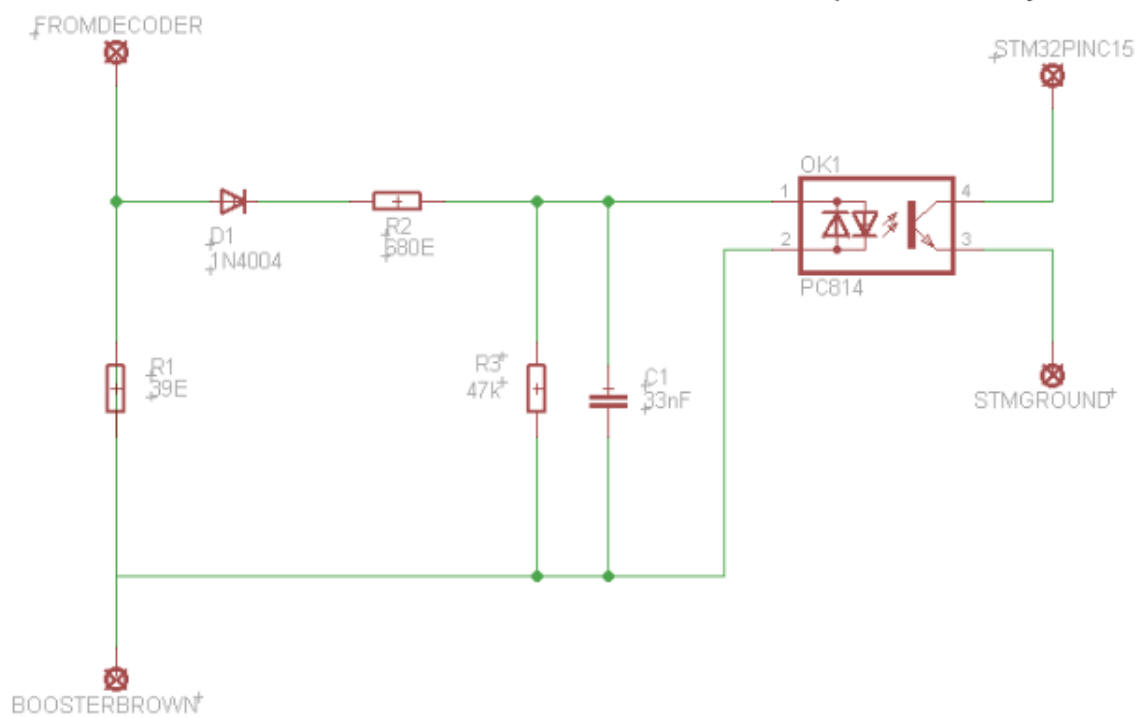 FROMDECODER
STM32PINC15
OK1
1
4
D1
1N4004
R2
680E
2
3
PC814
R1
39E
R3
47k
C1
33nF
STMGROUND
BOOSTERBROWN